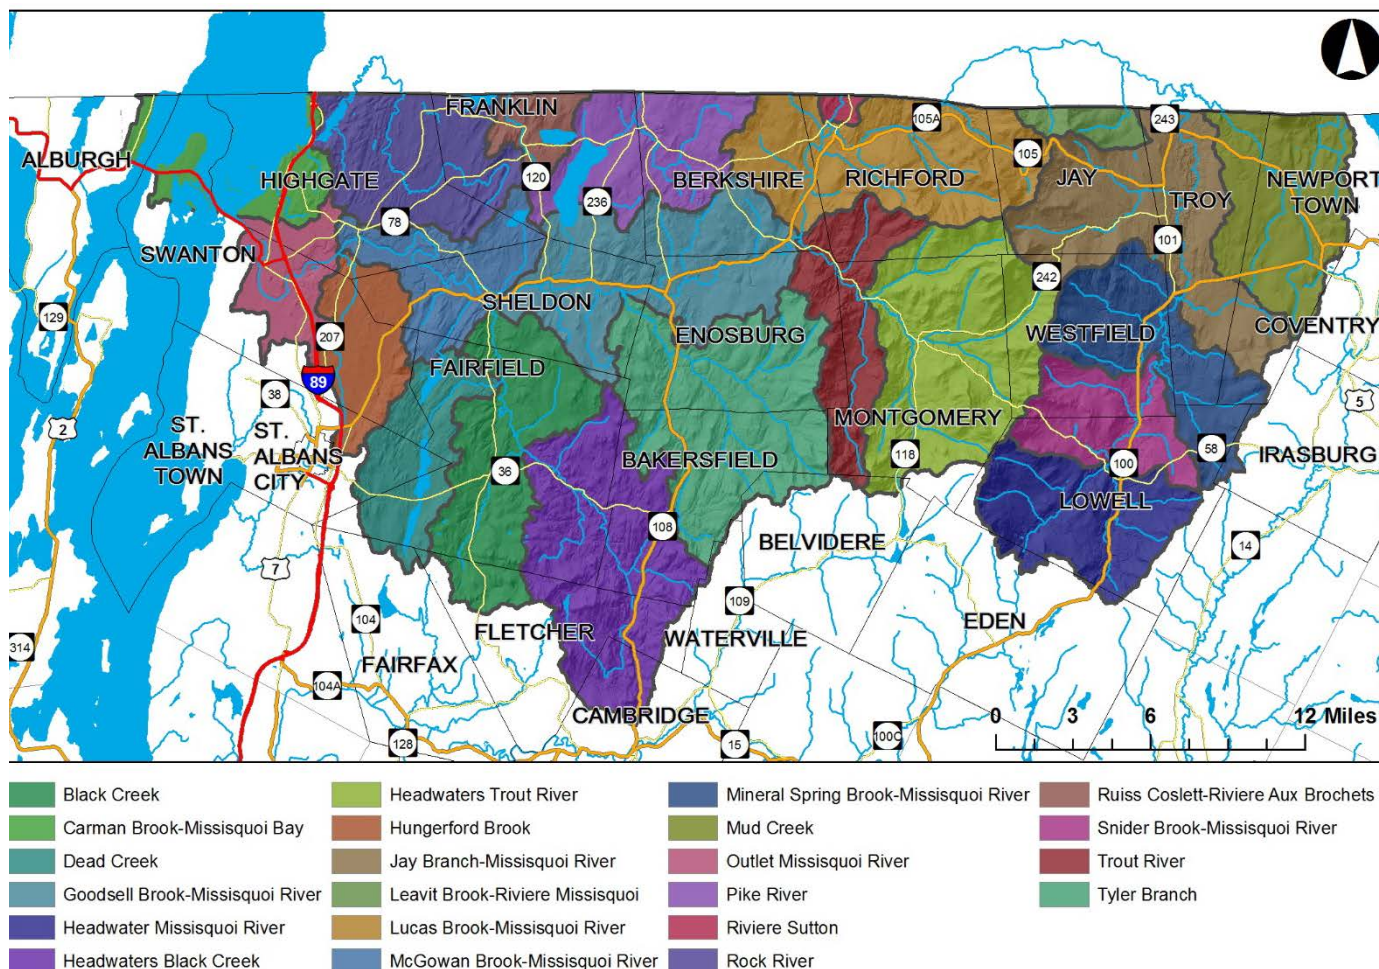 FRANKLIN
105A
243
ALBURGH
HIGHGATE
120
BERKSHIRE
RICHFORD
105
JAY
TROY
NEWPORT
TOWN
78
236
SWANTON
101
129
207
SHELDON
ENOSBURG
242
WESTFIELD
COVENTRY
89
FAIRFIELD
38
2
5
ST.
ALBANS
TOWN
ST.
ALBANS
CITY
MONTGOMERY
118
36
BAKERSFIELD
100
58
IRASBURG
LOWELL
108
BELVIDERE
14
7
109
104
FLETCHER
WATERVILLE
EDEN
314
FAIRFAX
104A
CAMBRIDGE
128
15
100C
0 3 6 12 Miles
Black Creek
Carman Brook-Missisquoi Bay
Dead Creek
Goodsell Brook-Missisquoi River
Headwater Missisquoi River
Headwaters Black Creek
Headwaters Trout River
Hungerford Brook
Jay Branch-Missisquoi River
Leavit Brook-Riviere Missisquoi
Lucas Brook-Missisquoi River
McGowan Brook-Missisquoi River
Mineral Spring Brook-Missisquoi River
Mud Creek
Outlet Missisquoi River
Pike River
Riviere Sutton
Rock River
Ruiss Coslett-Riviere Aux Brochets
Snider Brook-Missisquoi River
Trout River
Tyler Branch